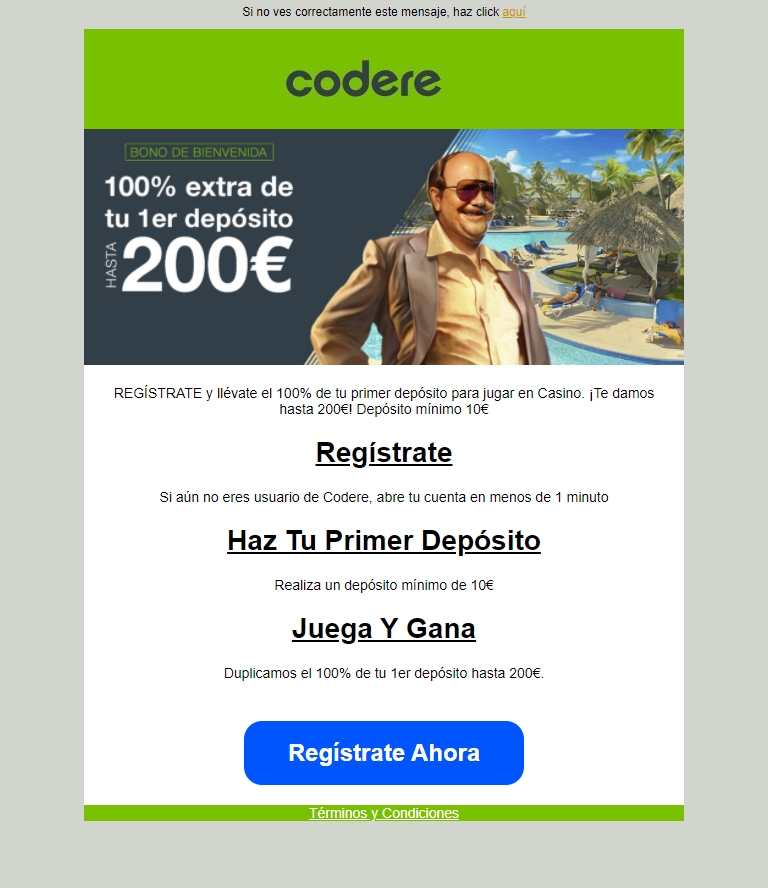 Si no ves correctamente este mensaje, haz click aquí
codere
BONO DE BIENVENIDA
100% extra de
tu 1er depósito
HASTA 200€
REGÍSTRATE y llévate el 100% de tu primer depósito para jugar en Casino. ¡Te damos
hasta 200€! Depósito mínimo 10€
Regístrate
Si aún no eres usuario de Codere, abre tu cuenta en menos de 1 minuto
Haz Tu Primer Depósito
Realiza un depósito mínimo de 10€
Juega Y Gana
Duplicamos el 100% de tu 1er depósito hasta 200€.
Regístrate Ahora
Términos y Condiciones